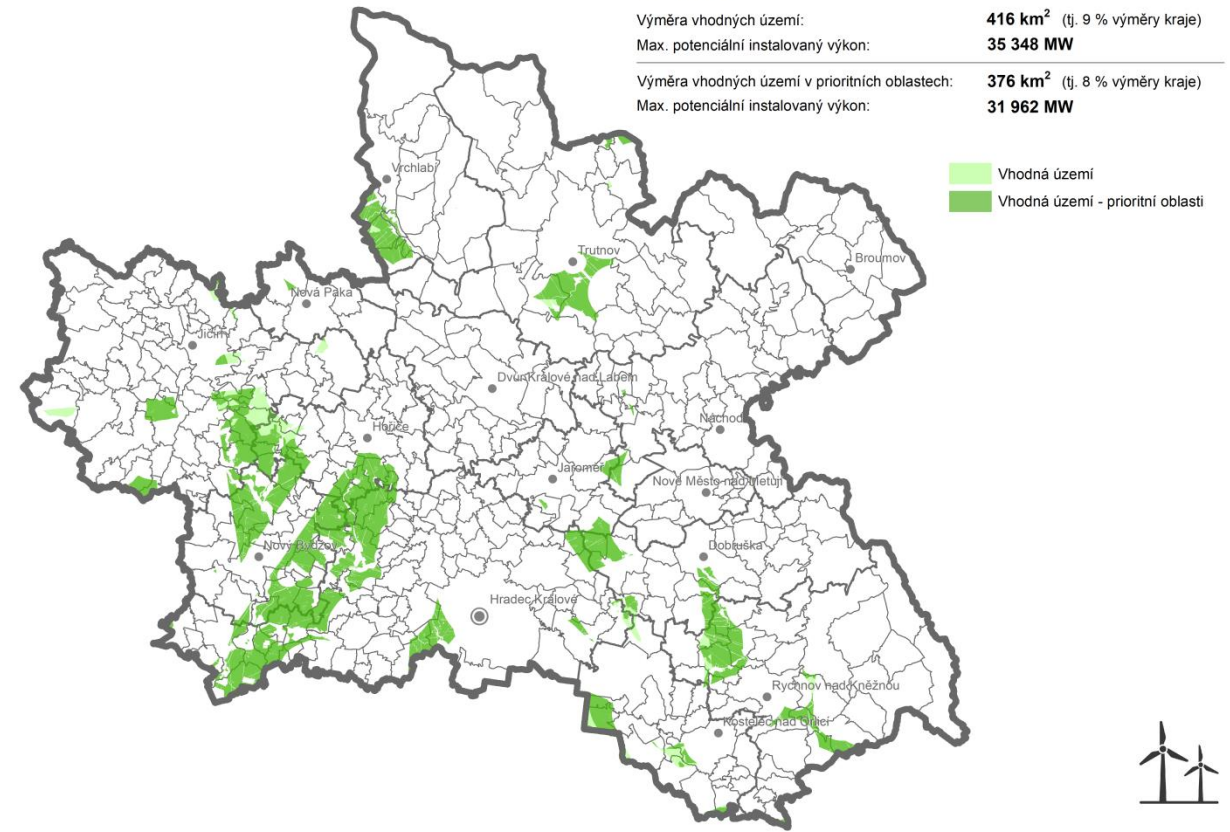 Výměra vhodných území: 416 km² (tj. 9 % výměry kraje)
Max. potenciální instalovaný výkon: 35 348 MW
Výměra vhodných území v prioritních oblastech: 376 km² (tj. 8 % výměry kraje)
Max. potenciální instalovaný výkon: 31 962 MW
Vhodná území
Vhodná území - prioritní oblasti
Vrchlabí
Trutnov
Broumov
Nová Paka
Jičín
Dvůr Králové nad Labem
Náchod
Hořice
Jaroměř
Nové Město nad Metují
Nový Bydžov
Dobruška
Hradec Králové
Rychnov nad Kněžnou
Kostelec nad Orlicí